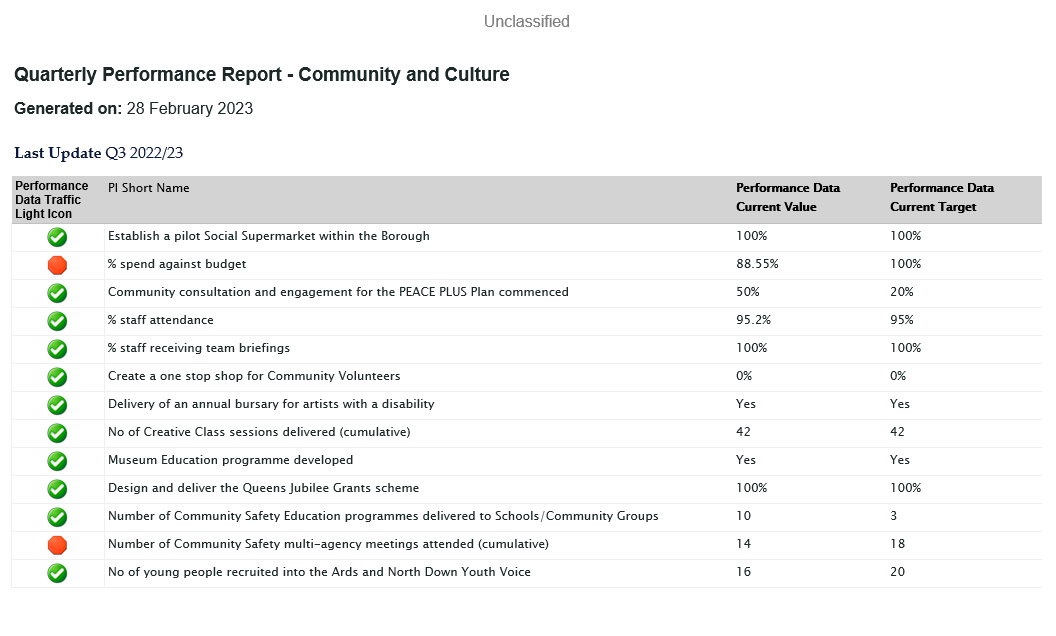 Unclassified
Quarterly Performance Report - Community and Culture
Generated on: 28 February 2023
Last Update Q3 2022/23
Performance Data Traffic Light Icon PI Short Name Performance Data Current Value Performance Data Current Target
Establish a pilot Social Supermarket within the Borough 100% 100%
% spend against budget 88.55% 100%
Community consultation and engagement for the PEACE PLUS Plan commenced 50% 20%
% staff attendance 95.2% 95%
% staff receiving team briefings 100% 100%
Create a one stop shop for Community Volunteers 0% 0%
Delivery of an annual bursary for artists with a disability Yes Yes
No of Creative Class sessions delivered (cumulative) 42 42
Museum Education programme developed Yes Yes
Design and deliver the Queens Jubilee Grants scheme 100% 100%
Number of Community Safety Education programmes delivered to Schools/Community Groups 10 3
Number of Community Safety multi-agency meetings attended (cumulative) 14 18
No of young people recruited into the Ards and North Down Youth Voice 16 20